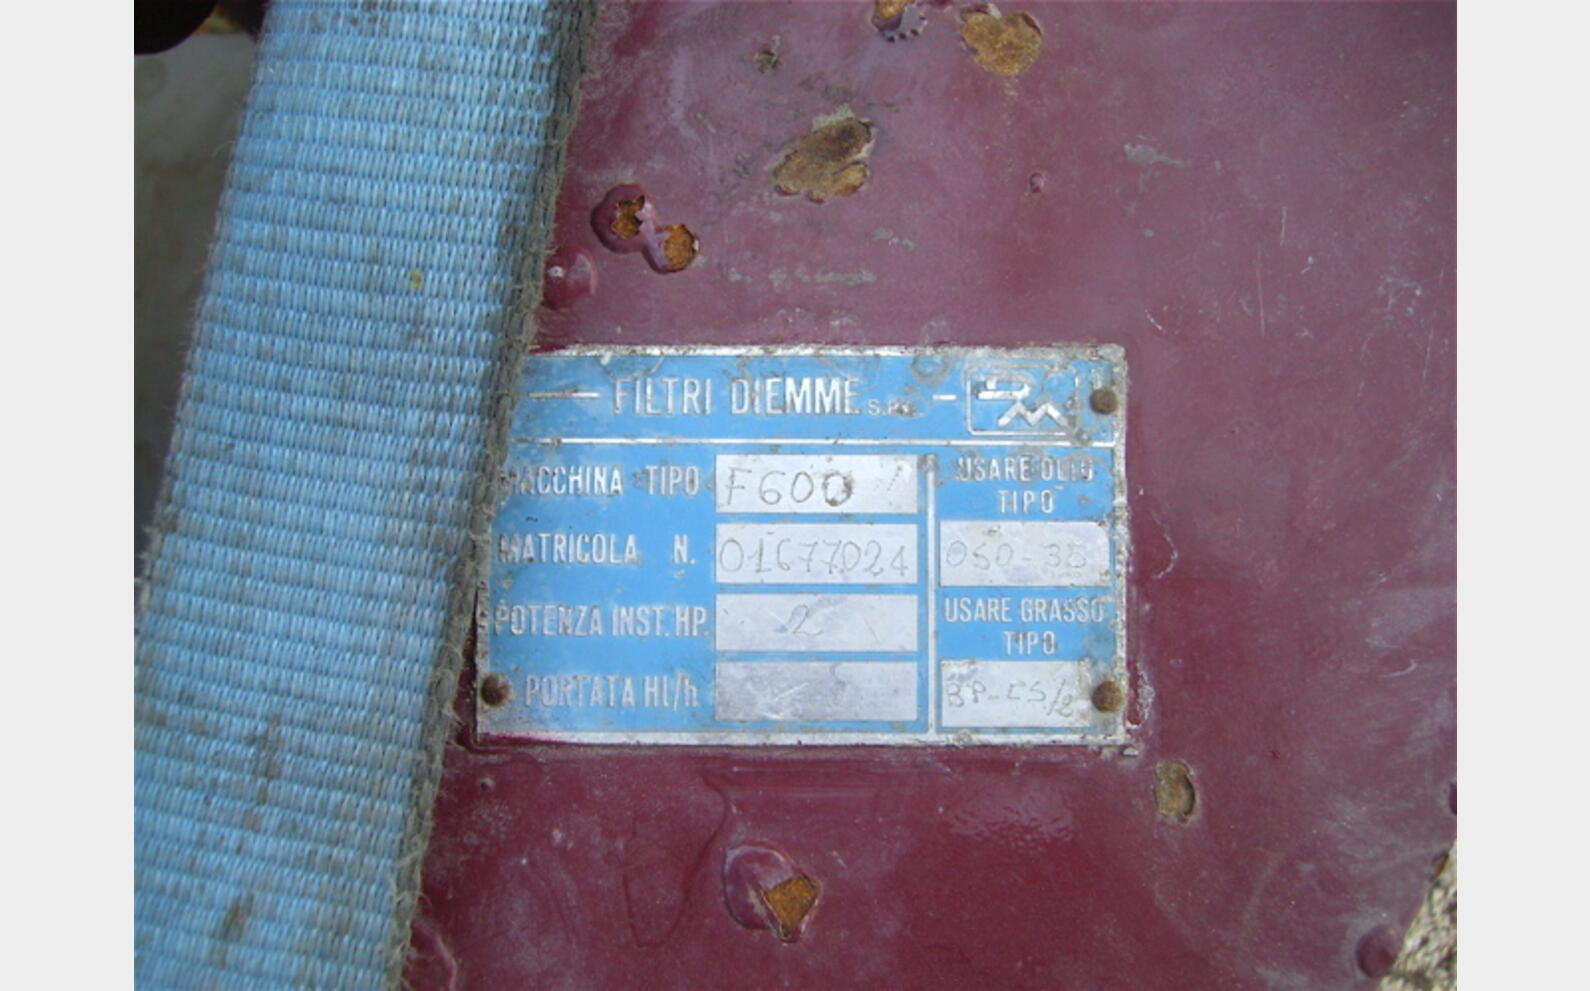 FILTRI DIEMME S.P.A.
MACCHINA TIPO F600
MATRICOLA N. 01677024
POTENZA INST. HP. 2
PORTATA Hl/h
USARE OLIO
TIPO
OSO-35
USARE GRASSO
TIPO